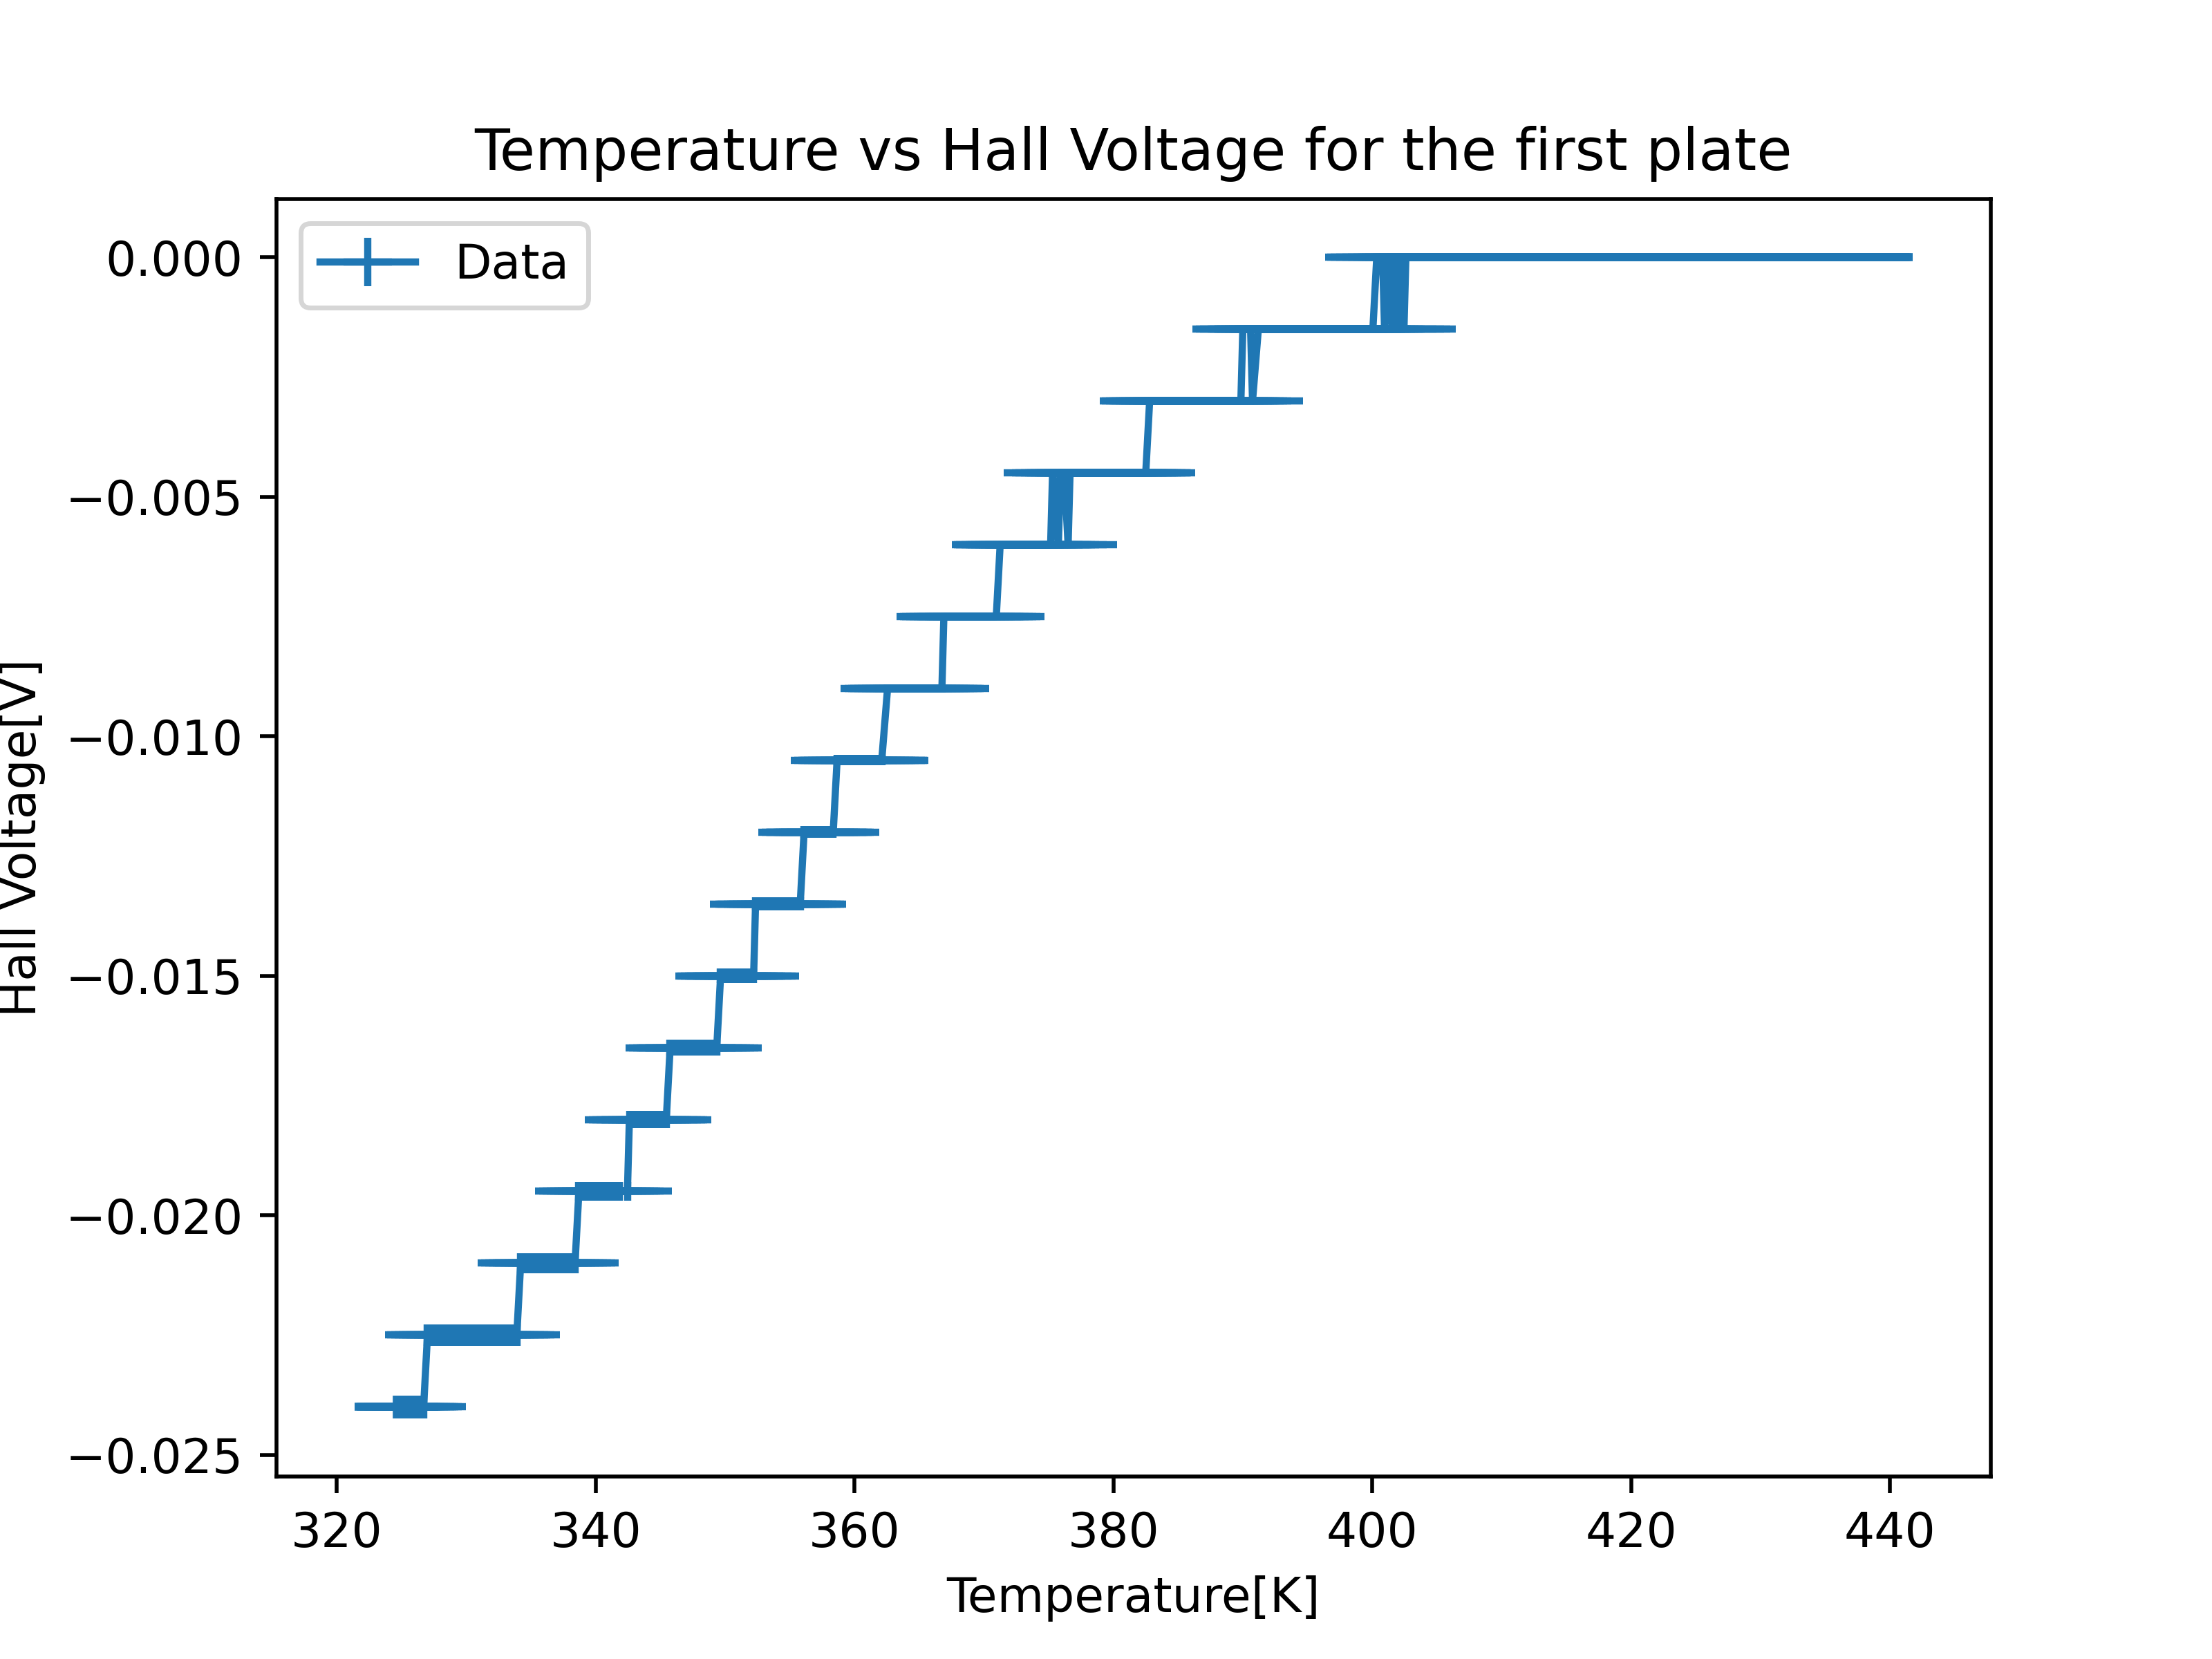 Temperature vs Hall Voltage for the first plate
Data
0.000
−0.005
−0.010
−0.015
−0.020
−0.025
Hall Voltage[V]
320 340 360 380 400 420 440
Temperature[K]